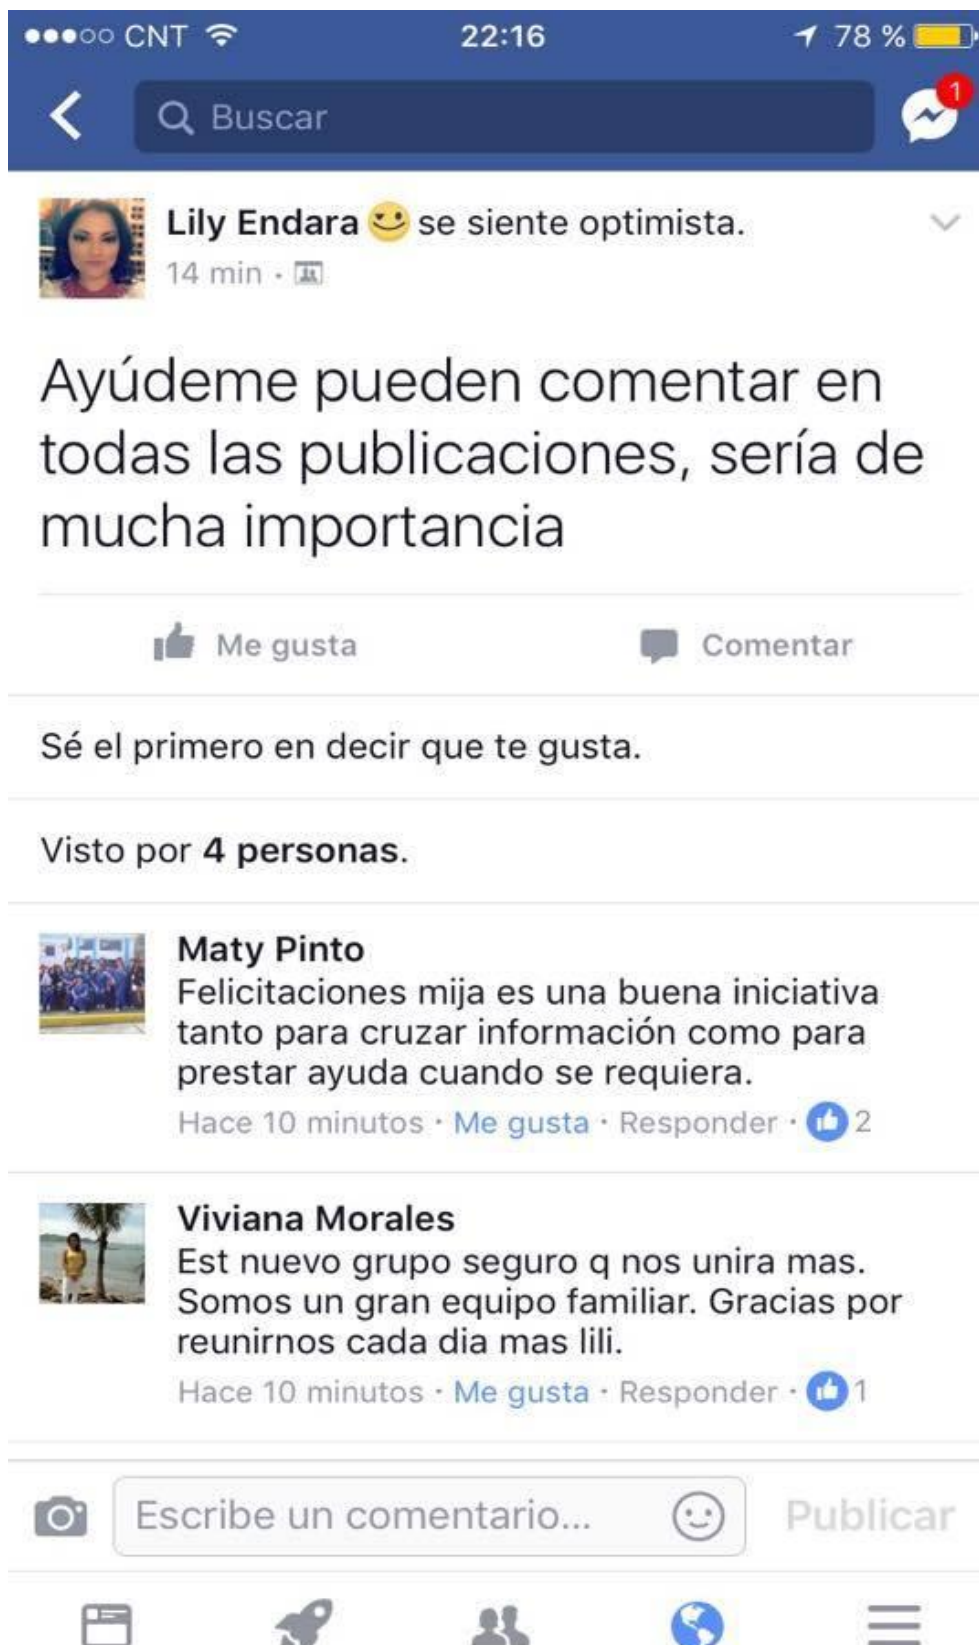 CNT 22:16 78 %
Buscar 1
Lily Endara se siente optimista.
14 min ·
Ayúdeme pueden comentar en
todas las publicaciones, sería de
mucha importancia
Me gusta Comentar
Sé el primero en decir que te gusta.
Visto por 4 personas.
Maty Pinto
Felicitaciones mija es una buena iniciativa
tanto para cruzar información como para
prestar ayuda cuando se requiera.
Hace 10 minutos · Me gusta · Responder · 2
Viviana Morales
Est nuevo grupo seguro q nos unira mas.
Somos un gran equipo familiar. Gracias por
reunirnos cada dia mas lili.
Hace 10 minutos · Me gusta · Responder · 1
Escribe un comentario... Publicar